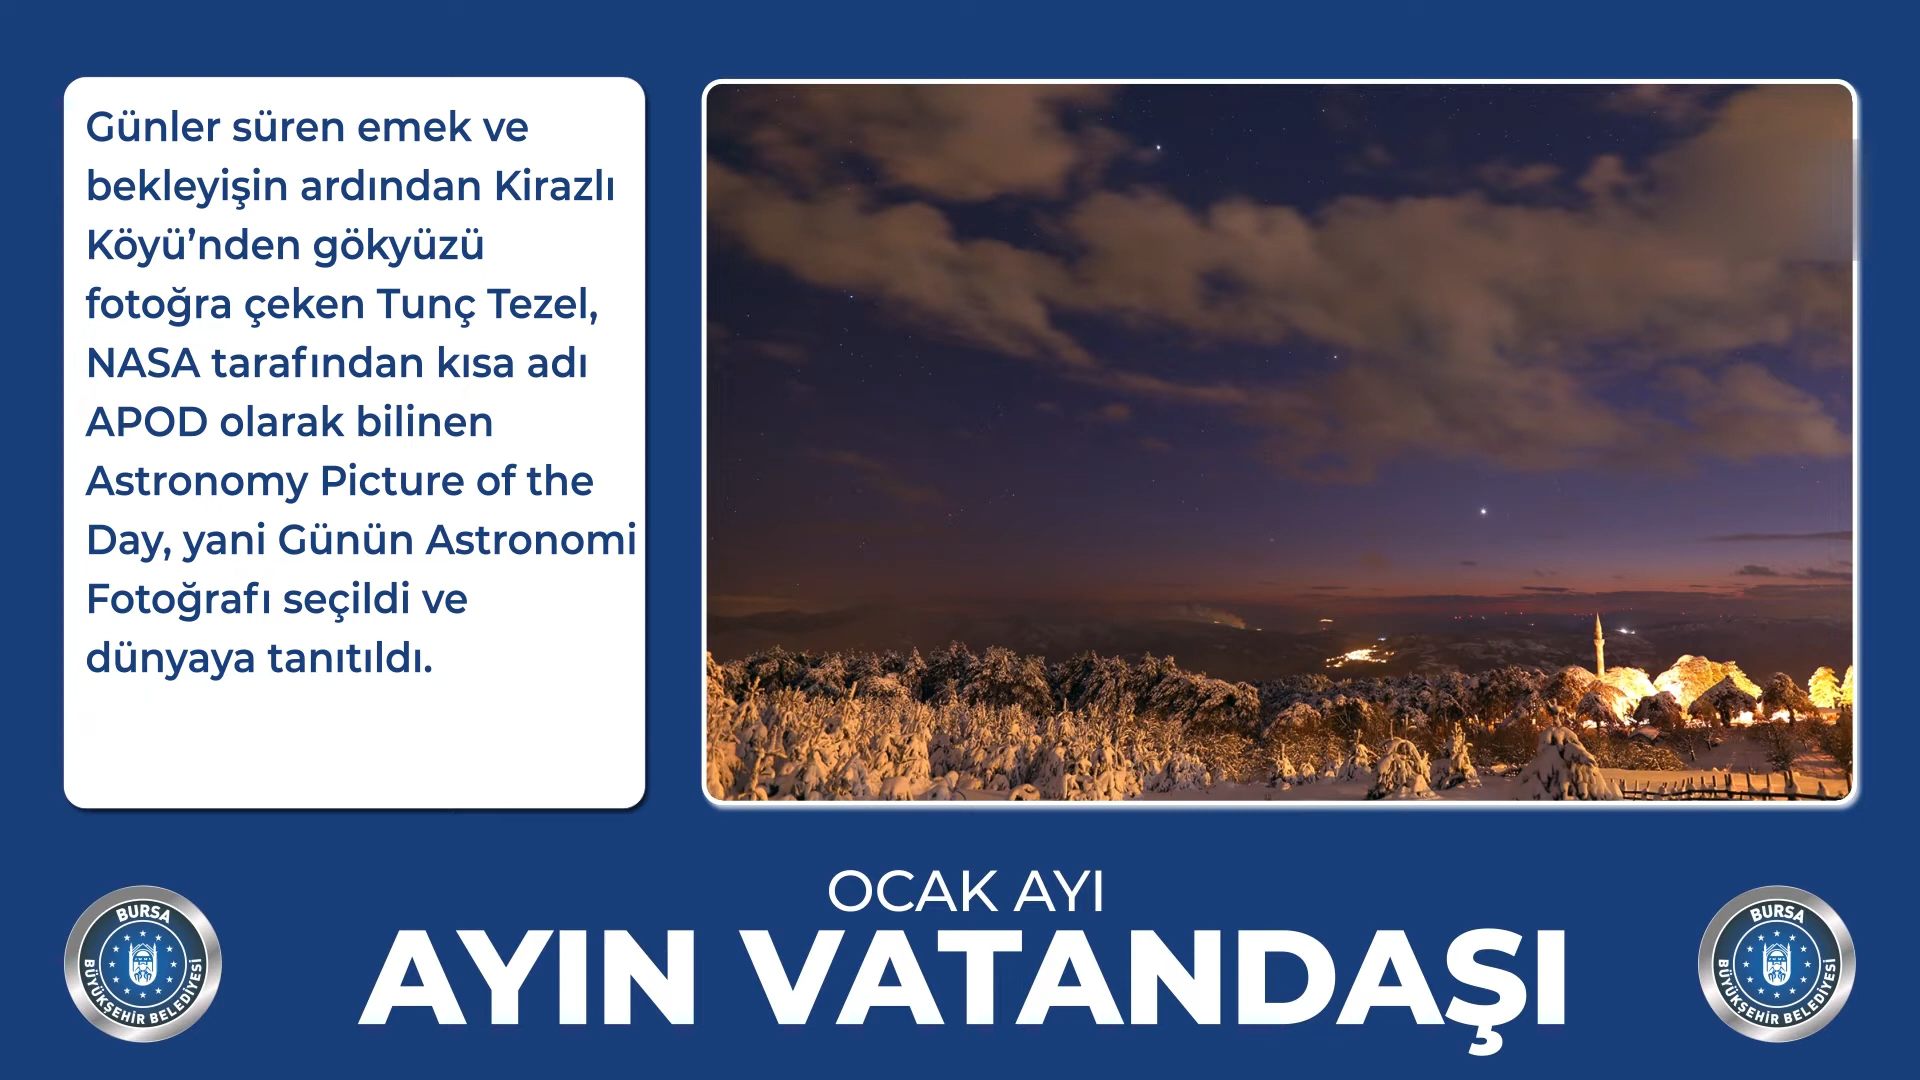 Günler süren emek ve
bekleyişin ardından Kirazlı
Köyü’nden gökyüzü
fotoğra çeken Tunç Tezel,
NASA tarafından kısa adı
APOD olarak bilinen
Astronomy Picture of the
Day, yani Günün Astronomi
Fotoğrafı seçildi ve
dünyaya tanıtıldı.
OCAK AYI
AYIN VATANDAŞI
BURSA
BÜYÜKŞEHİR BELEDİYESİ
BURSA
BÜYÜKŞEHİR BELEDİYESİ